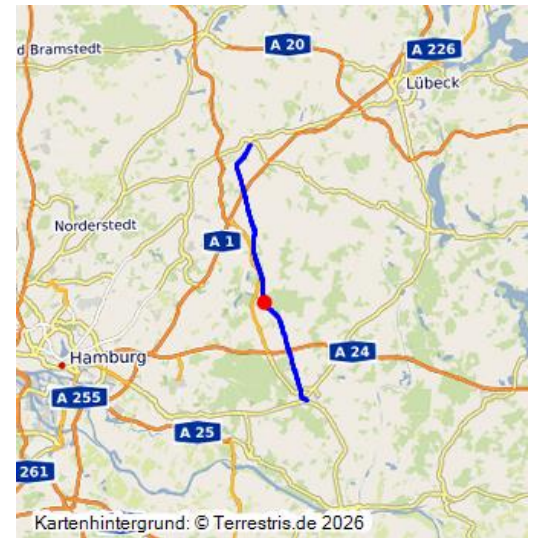 d Bramstedt
A 20
A 226
Lübeck
Norderstedt
A 1
Hamburg
A 24
A 255
A 25
261
Kartenhintergrund: © Terrestris.de 2026